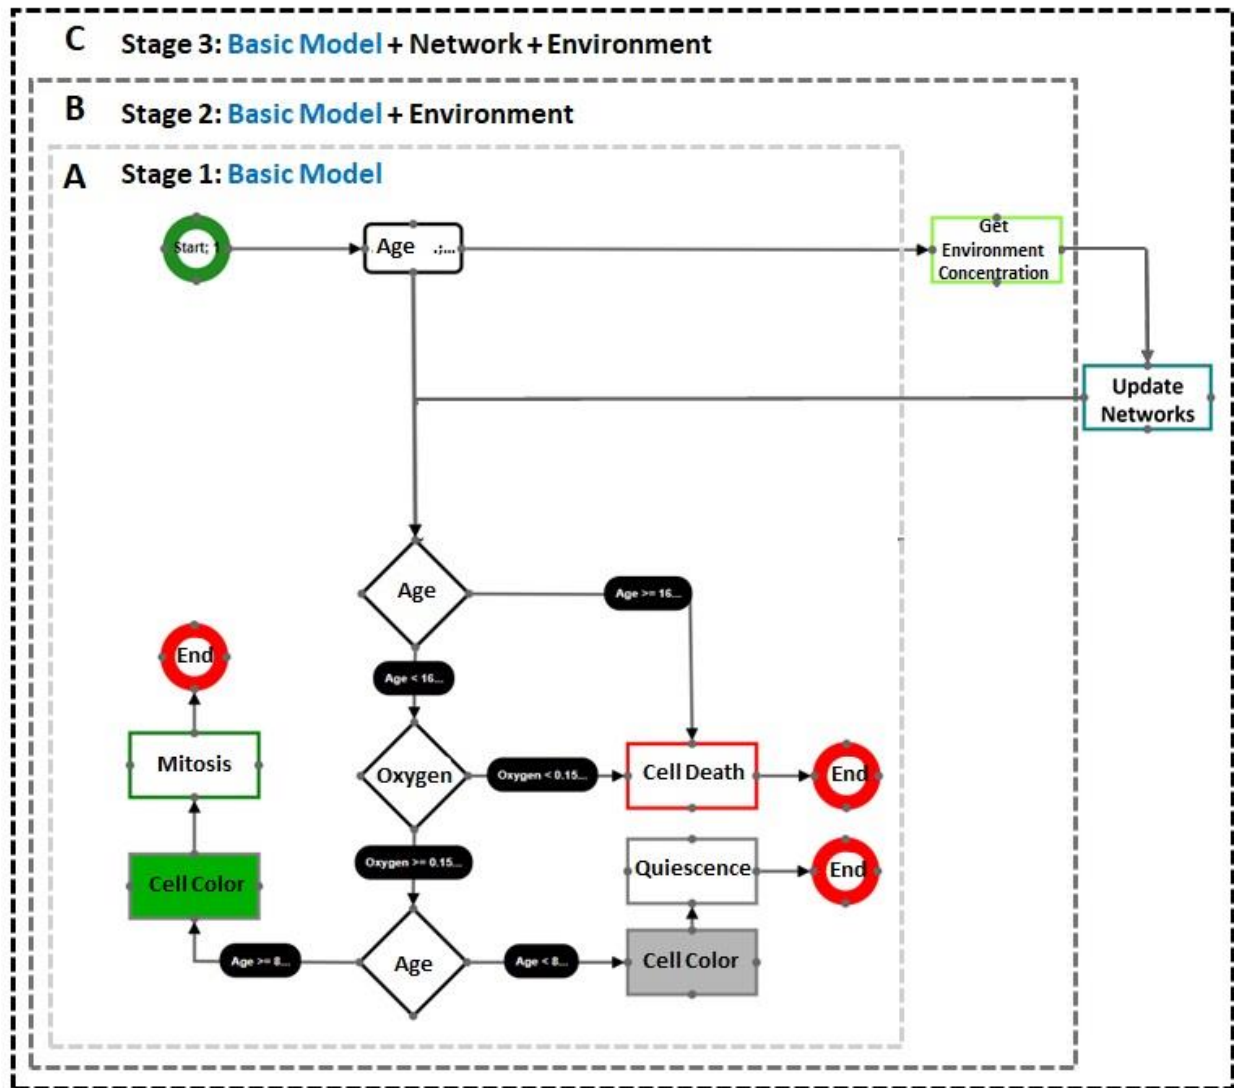 C Stage 3: Basic Model + Network + Environment
B Stage 2: Basic Model + Environment
A Stage 1: Basic Model
Start; 1
Age .;...
Get
Environment
Concentration
Update
Networks
Age
Age >= 16...
End
Age < 16...
Mitosis
Oxygen
Oxygen < 0.15...
Cell Death
End
Oxygen >= 0.15...
Quiescence
End
Cell Color
Age >= 8...
Age
Age < 8...
Cell Color